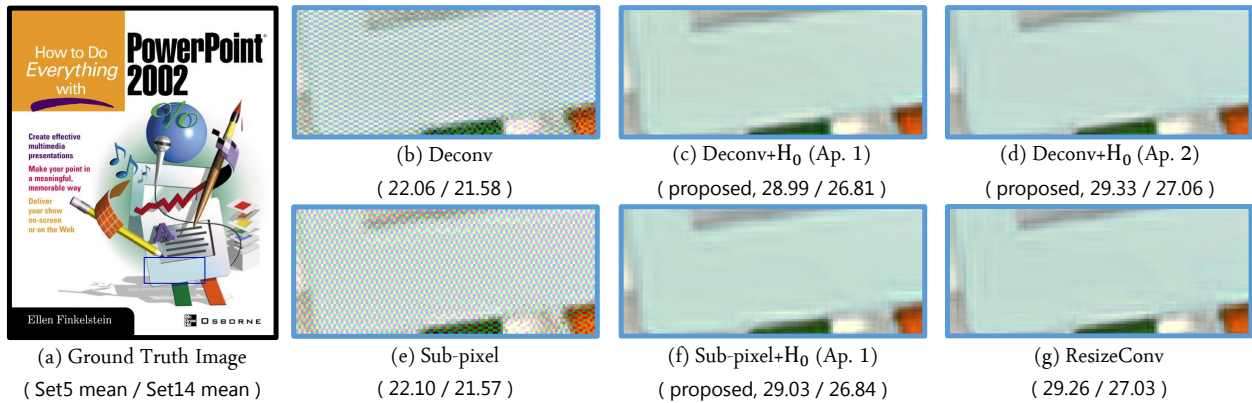 How to Do
Everything
with
PowerPoint®
2002
%
Create effective
multimedia
presentations
Make your point in
a meaningful,
memorable way
Deliver
your show
on-screen
or on the Web
A
Ellen Finkelstein
Mc
Graw
Hill
OSBORNE
(a) Ground Truth Image
( Set5 mean / Set14 mean )
(b) Deconv
( 22.06 / 21.58 )
(c) Deconv+H₀ (Ap. 1)
( proposed, 28.99 / 26.81 )
(d) Deconv+H₀ (Ap. 2)
( proposed, 29.33 / 27.06 )
(e) Sub-pixel
( 22.10 / 21.57 )
(f) Sub-pixel+H₀ (Ap. 1)
( proposed, 29.03 / 26.84 )
(g) ResizeConv
( 29.26 / 27.03 )